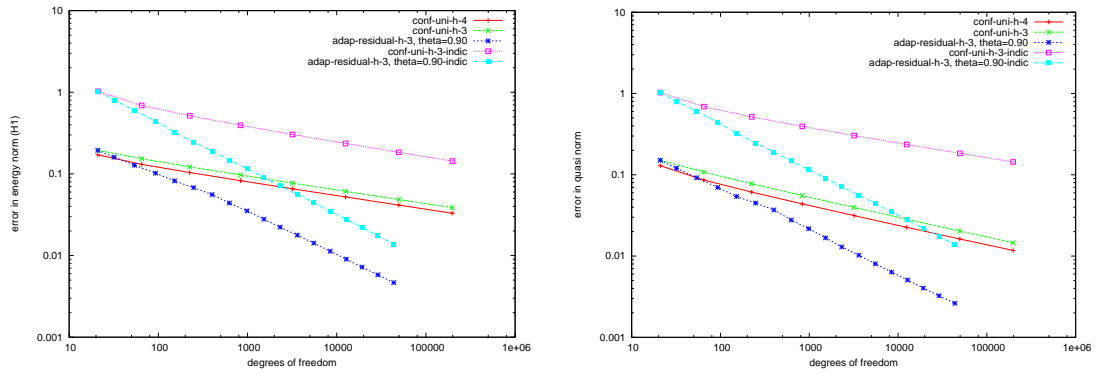 10
1
0.1
0.01
0.001
error in energy norm (H1)
10
100
1000
10000
100000
1e+06
degrees of freedom
conf-uni-h-4
conf-uni-h-3
adap-residual-h-3, theta=0.90
conf-uni-h-3-indic
adap-residual-h-3, theta=0.90-indic
10
1
0.1
0.01
0.001
error in quasi norm
10
100
1000
10000
100000
1e+06
degrees of freedom
conf-uni-h-4
conf-uni-h-3
adap-residual-h-3, theta=0.90
conf-uni-h-3-indic
adap-residual-h-3, theta=0.90-indic